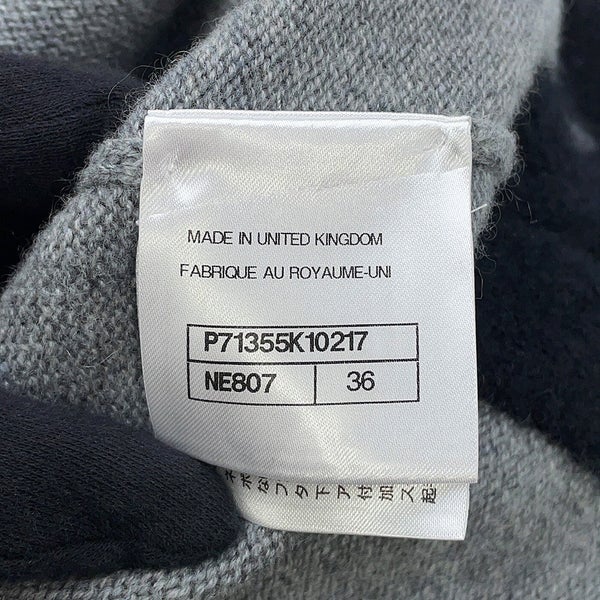 MADE IN UNITED KINGDOM
FABRIQUE AU ROYAUME-UNI
P71355K10217
NE807 36